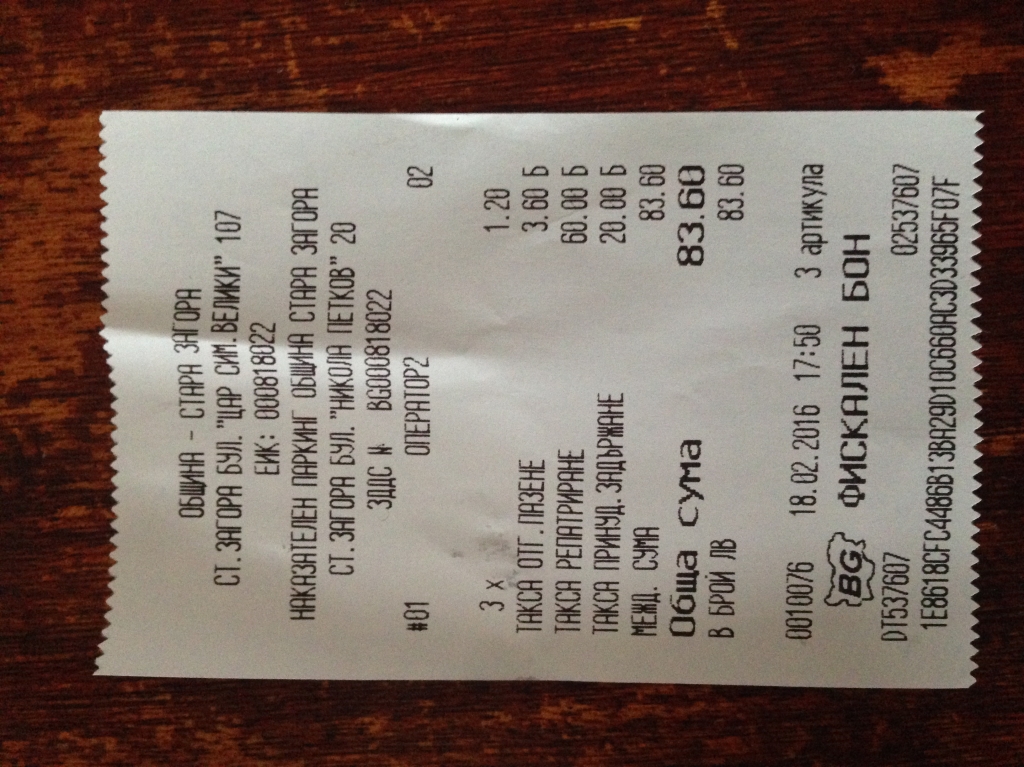 ОБЩИНА - СТАРА ЗАГОРА
СТ.ЗАГОРА БУЛ. "ЦАР СИМ.ВЕЛИКИ" 107
ЕИК: 000818022
НАКАЗАТЕЛЕН ПАРКИНГ ОБЩИНА СТАРА ЗАГОРА
СТ.ЗАГОРА БУЛ. "НИКОЛА ПЕТКОВ" 20
ЗДДС № BG000818022
#01 ОПЕРАТОР2 02
3 x 1.20
ТАКСА ОТГ.ПАЗЕНЕ 3.60 Б
ТАКСА РЕПАТРИРАНЕ 60.00 Б
ТАКСА ПРИНУД.ЗАДЪРЖАНЕ 20.00 Б
МЕЖД. СУМА 83.60
Обща сума 83.60
В БРОЙ ЛВ 83.60
0010076 18.02.2016 17:50 3 артикула
BG ФИСКАЛЕН БОН
DT537607 02537607
1E8618CFC4486B13BA29D10C660AC3D33965F07F